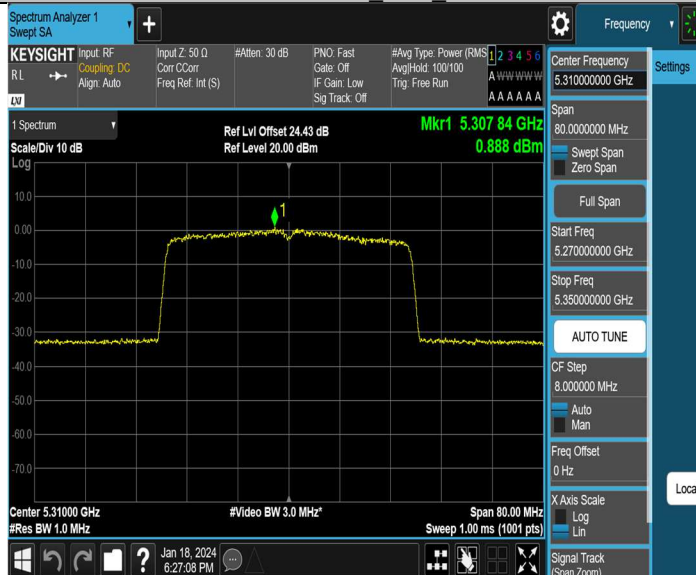 Spectrum Analyzer 1
Swept SA
Frequency
KEYSIGHT
Input: RF
Coupling: DC
Align: Auto
Input Z: 50 Ω
Corr CCorr
Freq Ref: Int (S)
#Atten: 30 dB
PNO: Fast
Gate: Off
IF Gain: Low
Sig Track: Off
#Avg Type: Power (RMS
Avg|Hold: 100/100
Trig: Free Run
1 2 3 4 5 6
A W W W W W
A A A A A A
R L
LXI
1 Spectrum
Scale/Div 10 dB
Log
Ref Lvl Offset 24.43 dB
Ref Level 20.00 dBm
Mkr1 5.307 84 GHz
0.888 dBm
1
10.0
0.00
-10.0
-20.0
-30.0
-40.0
-50.0
-60.0
-70.0
Center 5.31000 GHz
#Res BW 1.0 MHz
#Video BW 3.0 MHz*
Span 80.00 MHz
Sweep 1.00 ms (1001 pts)
Jan 18, 2024
6:27:08 PM
Center Frequency
5.310000000 GHz
Span
80.0000000 MHz
Swept Span
Zero Span
Full Span
Start Freq
5.270000000 GHz
Stop Freq
5.350000000 GHz
AUTO TUNE
CF Step
8.000000 MHz
Auto
Man
Freq Offset
0 Hz
X Axis Scale
Log
Lin
Signal Track
(Span Zoom)
Settings
Loca